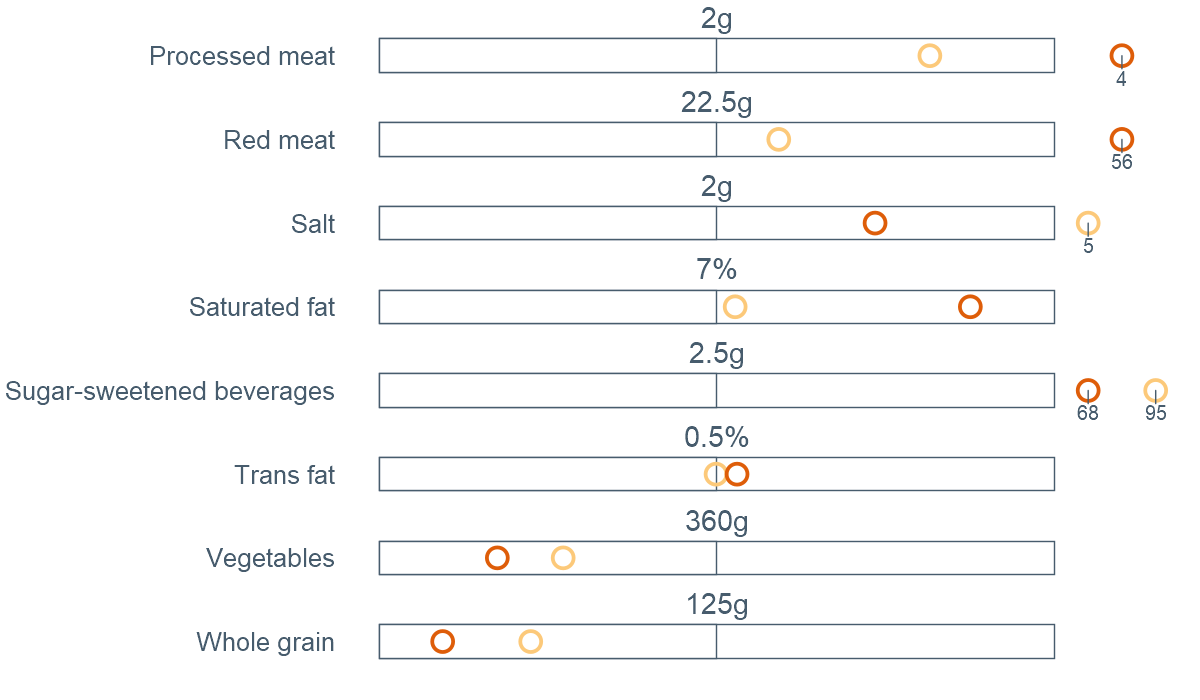 2g
Processed meat
4
22.5g
Red meat
56
2g
Salt
5
7%
Saturated fat
2.5g
Sugar-sweetened beverages
68 95
0.5%
Trans fat
360g
Vegetables
125g
Whole grain